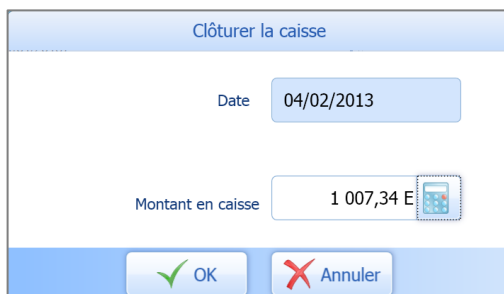 Clôturer la caisse
Date 04/02/2013
Montant en caisse 1 007,34 E
OK Annuler